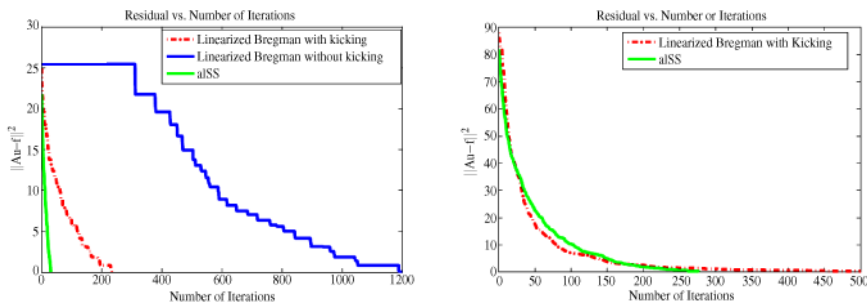 Residual vs. Number of Iterations
30
25
20
15
10
5
0
0 200 400 600 800 1000 1200
||Au−f||²
Number of Iterations
Linearized Bregman with kicking
Linearized Bregman without kicking
alSS
Residual vs. Number or Iterations
90
80
70
60
50
40
30
20
10
0
0 50 100 150 200 250 300 350 400 450 500
||Au−f||²
Number of Iterations
Linearized Bregman with Kicking
alSS